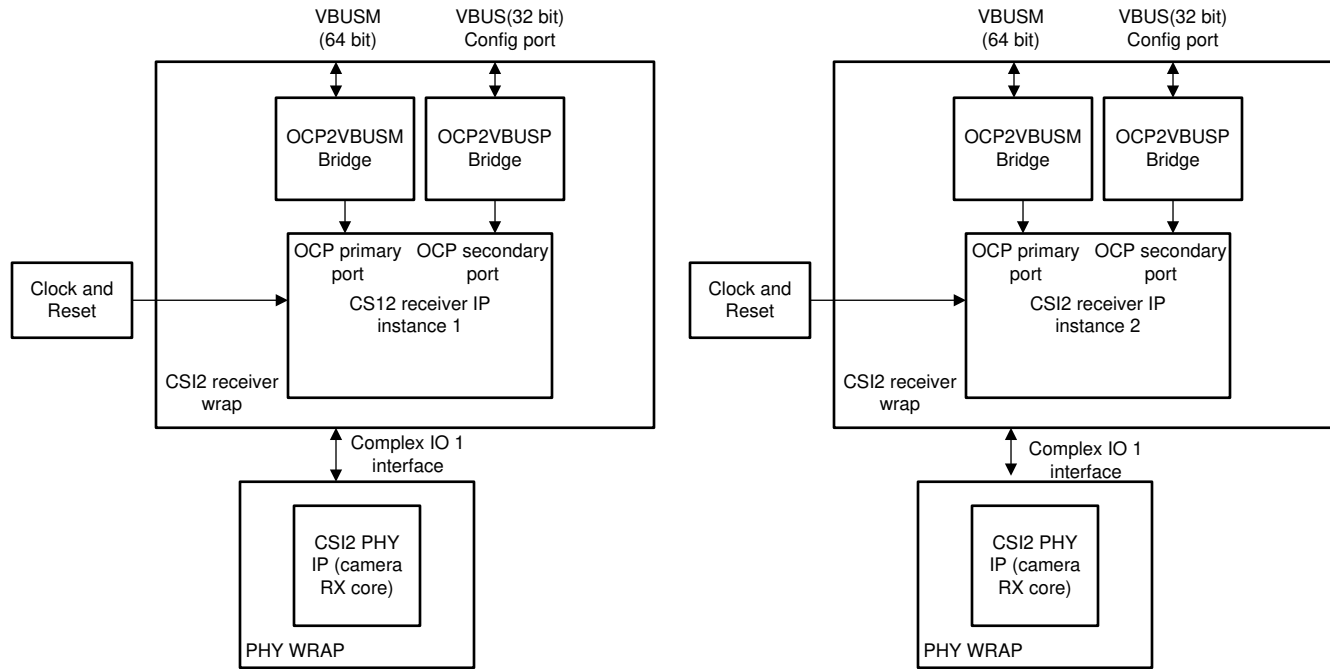 VBUSM
(64 bit)
VBUS(32 bit)
Config port
OCP2VBUSM
Bridge
OCP2VBUSP
Bridge
OCP primary
port
OCP secondary
port
Clock and
Reset
CS12 receiver IP
instance 1
CSI2 receiver
wrap
Complex IO 1
interface
CSI2 PHY
IP (camera
RX core)
PHY WRAP
VBUSM
(64 bit)
VBUS(32 bit)
Config port
OCP2VBUSM
Bridge
OCP2VBUSP
Bridge
OCP primary
port
OCP secondary
port
Clock and
Reset
CSI2 receiver IP
instance 2
CSI2 receiver
wrap
Complex IO 1
interface
CSI2 PHY
IP (camera
RX core)
PHY WRAP